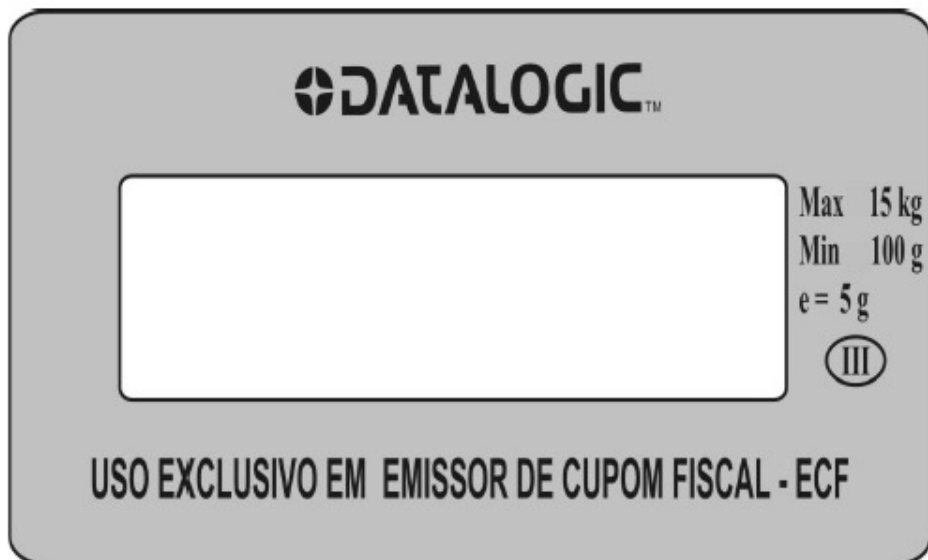 DATALOGIC™
Max 15 kg
Min 100 g
e = 5 g
III
USO EXCLUSIVO EM EMISSOR DE CUPOM FISCAL - ECF